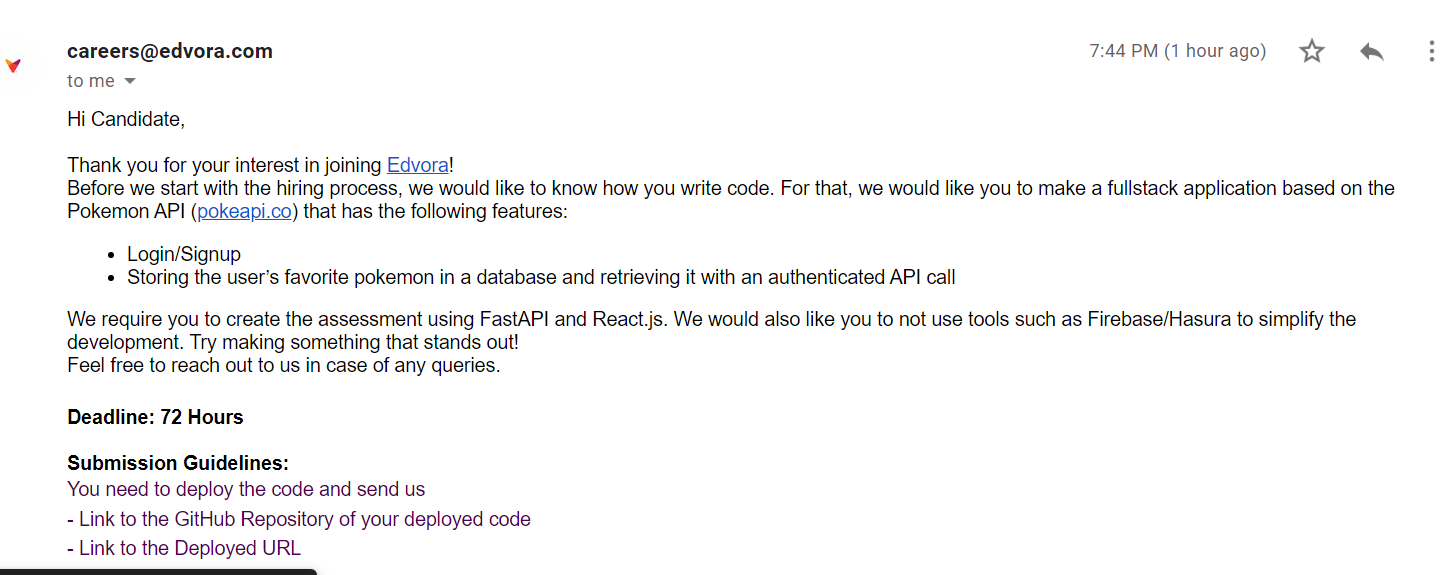 careers@edvora.com
7:44 PM (1 hour ago)
to me
Hi Candidate,
Thank you for your interest in joining Edvora!
Before we start with the hiring process, we would like to know how you write code. For that, we would like you to make a fullstack application based on the
Pokemon API (pokeapi.co) that has the following features:
• Login/Signup
• Storing the user’s favorite pokemon in a database and retrieving it with an authenticated API call
We require you to create the assessment using FastAPI and React.js. We would also like you to not use tools such as Firebase/Hasura to simplify the
development. Try making something that stands out!
Feel free to reach out to us in case of any queries.
Deadline: 72 Hours
Submission Guidelines:
You need to deploy the code and send us
- Link to the GitHub Repository of your deployed code
- Link to the Deployed URL